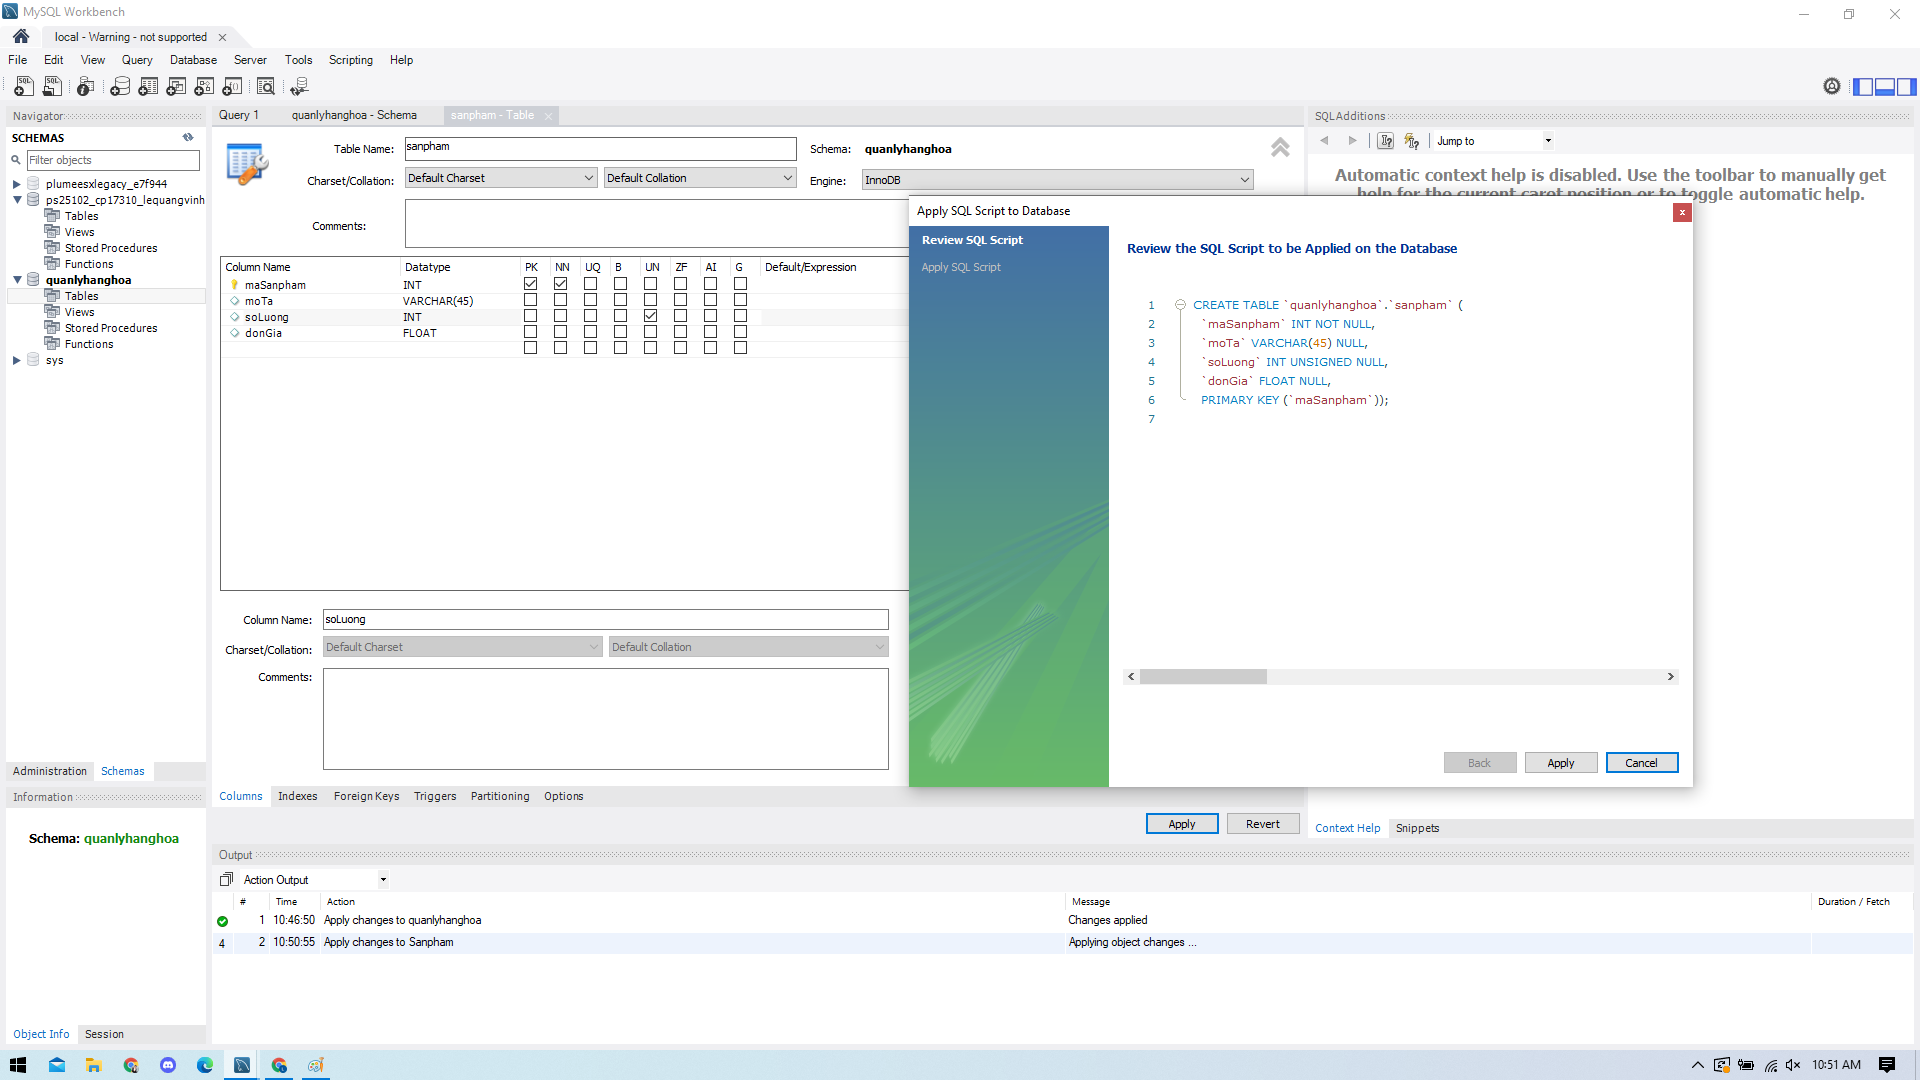 MySQL Workbench
local - Warning - not supported
File Edit View Query Database Server Tools Scripting Help
Navigator
SCHEMAS
Filter objects
plumeesxlegacy_e7f944
ps25102_cp17310_lequangvinh
Tables
Views
Stored Procedures
Functions
quanlyhanghoa
Tables
Views
Stored Procedures
Functions
sys
Administration Schemas
Information
Schema: quanlyhanghoa
Object Info Session
Query 1 quanlyhanghoa - Schema sanpham - Table
Table Name: sanpham Schema: quanlyhanghoa
Charset/Collation: Default Charset Default Collation Engine: InnoDB
Comments:
Column Name Datatype PK NN UQ B UN ZF AI G Default/Expression
maSanpham INT
moTa VARCHAR(45)
soLuong INT
donGia FLOAT
Column Name: soLuong
Charset/Collation: Default Charset Default Collation
Comments:
Columns Indexes Foreign Keys Triggers Partitioning Options
Apply Revert
Apply SQL Script to Database
x
Review SQL Script
Apply SQL Script
Review the SQL Script to be Applied on the Database
1 CREATE TABLE `quanlyhanghoa`.`sanpham` (
2 `maSanpham` INT NOT NULL,
3 `moTa` VARCHAR(45) NULL,
4 `soLuong` INT UNSIGNED NULL,
5 `donGia` FLOAT NULL,
6 PRIMARY KEY (`maSanpham`));
7
Back Apply Cancel
SQLAdditions
Jump to
Automatic context help is disabled. Use the toolbar to manually get
help for the current caret position or to toggle automatic help.
Context Help Snippets
Output
Action Output
# Time Action Message Duration / Fetch
1 10:46:50 Apply changes to quanlyhanghoa Changes applied
4 2 10:50:55 Apply changes to Sanpham Applying object changes ...
10:51 AM